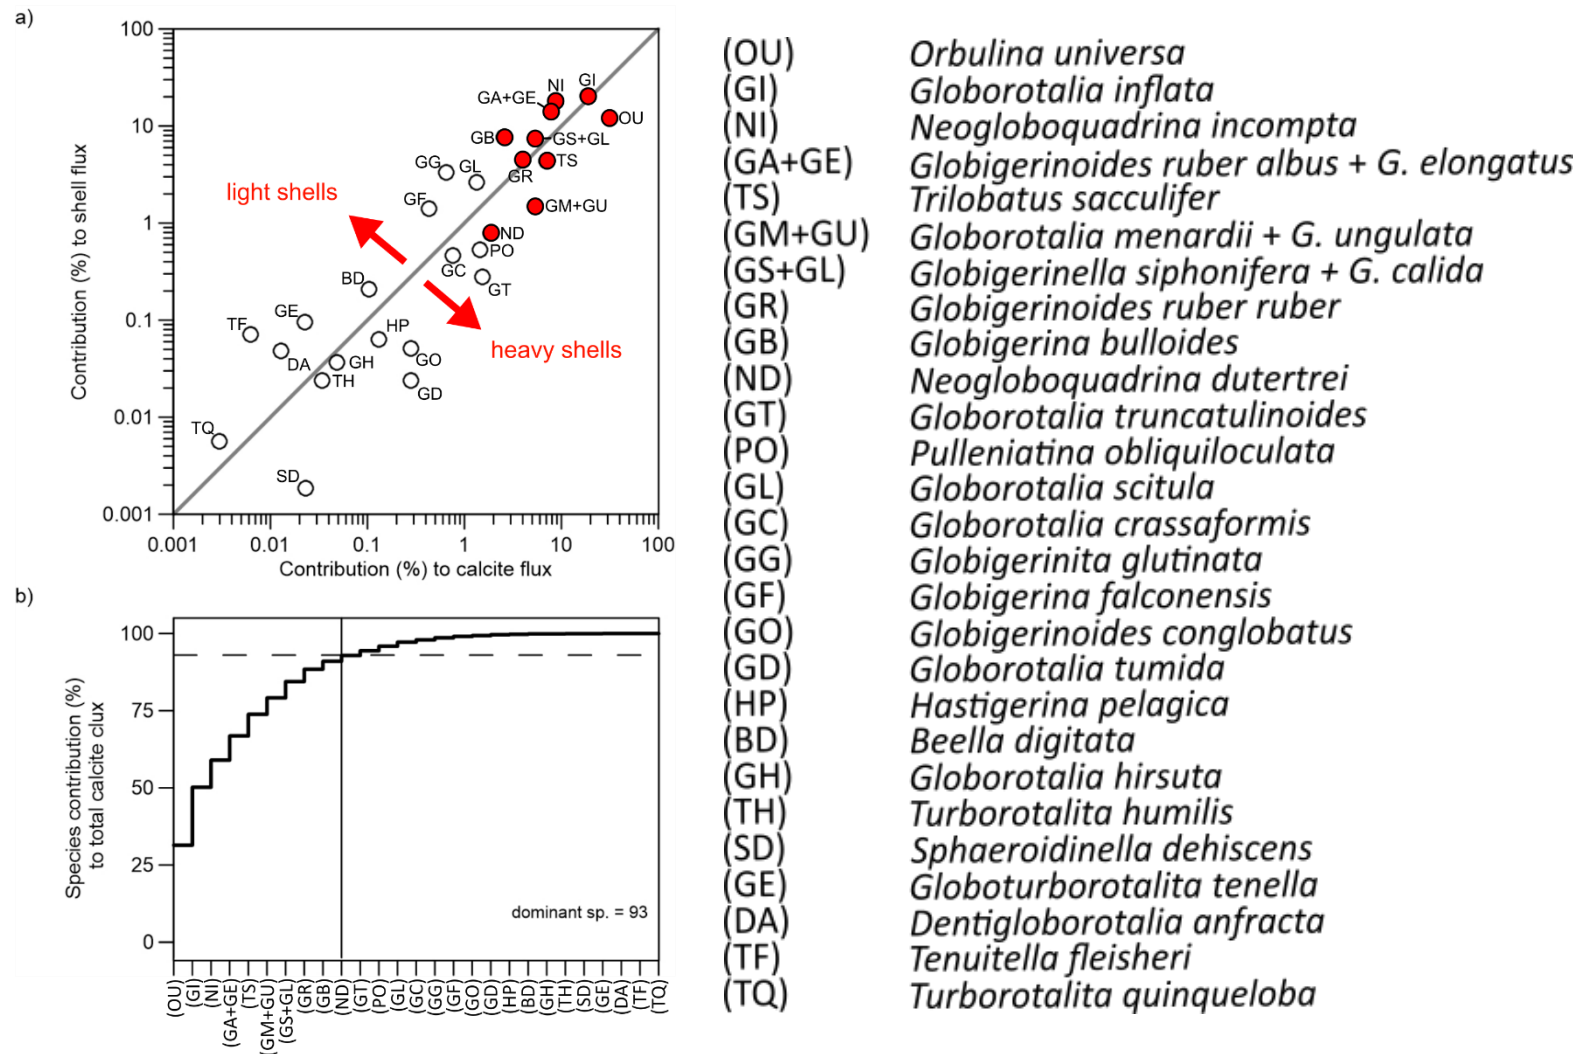 a)
100
10
1
0.1
0.01
0.001
Contribution (%) to shell flux
NI
GI
GA+GE
OU
GB
GS+GL
TS
GR
GG
GL
GF
GM+GU
ND
PO
GC
GT
light shells
heavy shells
BD
GE
TF
HP
DA
GH
GO
TH
GD
TQ
SD
0.001
0.01
0.1
1
10
100
Contribution (%) to calcite flux
b)
100
75
50
25
0
Species contribution (%)
to total calcite clux
dominant sp. = 93
(OU)
(GI)
(NI)
(GA+GE)
(TS)
(GM+GU)
(GS+GL)
(GR)
(GB)
(ND)
(GT)
(PO)
(GL)
(GC)
(GG)
(GF)
(GO)
(GD)
(HP)
(BD)
(GH)
(TH)
(SD)
(GE)
(DA)
(TF)
(TQ)
(OU) Orbulina universa
(GI) Globorotalia inflata
(NI) Neogloboquadrina incompta
(GA+GE) Globigerinoides ruber albus + G. elongatus
(TS) Trilobatus sacculifer
(GM+GU) Globorotalia menardii + G. ungulata
(GS+GL) Globigerinella siphonifera + G. calida
(GR) Globigerinoides ruber ruber
(GB) Globigerina bulloides
(ND) Neogloboquadrina dutertrei
(GT) Globorotalia truncatulinoides
(PO) Pulleniatina obliquiloculata
(GL) Globorotalia scitula
(GC) Globorotalia crassaformis
(GG) Globigerinita glutinata
(GF) Globigerina falconensis
(GO) Globigerinoides conglobatus
(GD) Globorotalia tumida
(HP) Hastigerina pelagica
(BD) Beella digitata
(GH) Globorotalia hirsuta
(TH) Turborotalita humilis
(SD) Sphaeroidinella dehiscens
(GE) Globoturborotalita tenella
(DA) Dentigloborotalia anfracta
(TF) Tenuitella fleisheri
(TQ) Turborotalita quinqueloba